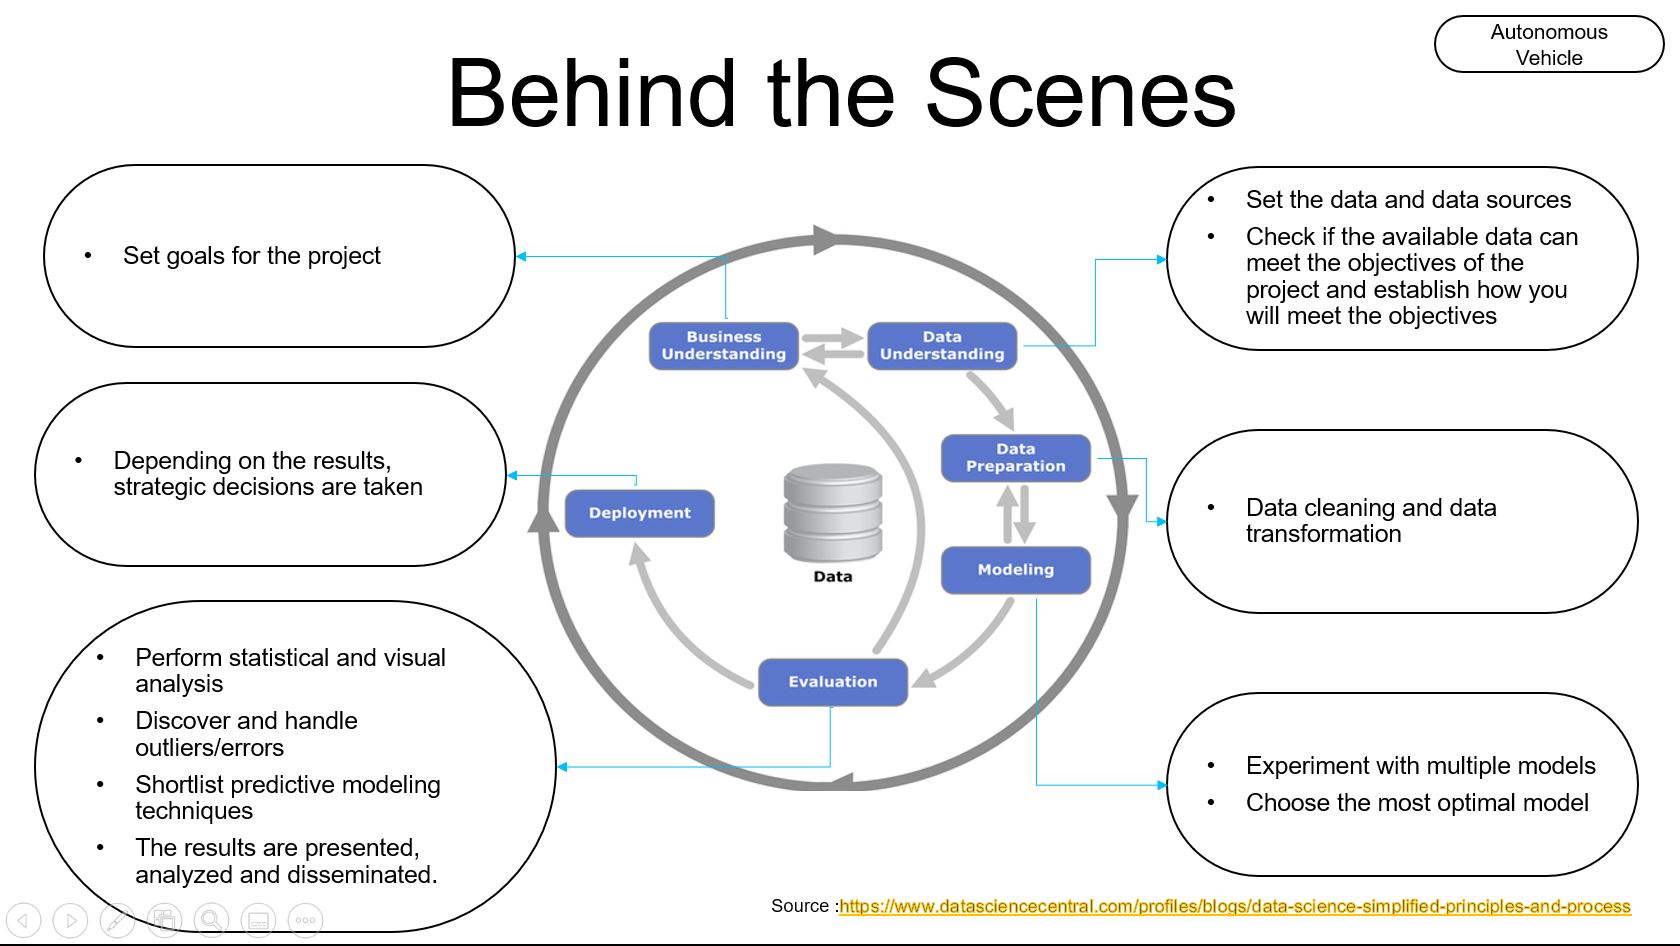 Autonomous
Vehicle
Behind the Scenes
• Set goals for the project
• Set the data and data sources
• Check if the available data can
meet the objectives of the
project and establish how you
will meet the objectives
Business
Understanding
Data
Understanding
• Depending on the results,
strategic decisions are taken
Data
Preparation
• Data cleaning and data
transformation
Deployment
Data
Modeling
Evaluation
• Perform statistical and visual
analysis
• Discover and handle
outliers/errors
• Shortlist predictive modeling
techniques
• The results are presented,
analyzed and disseminated.
• Experiment with multiple models
• Choose the most optimal model
Source :https://www.datasciencecentral.com/profiles/blogs/data-science-simplified-principles-and-process